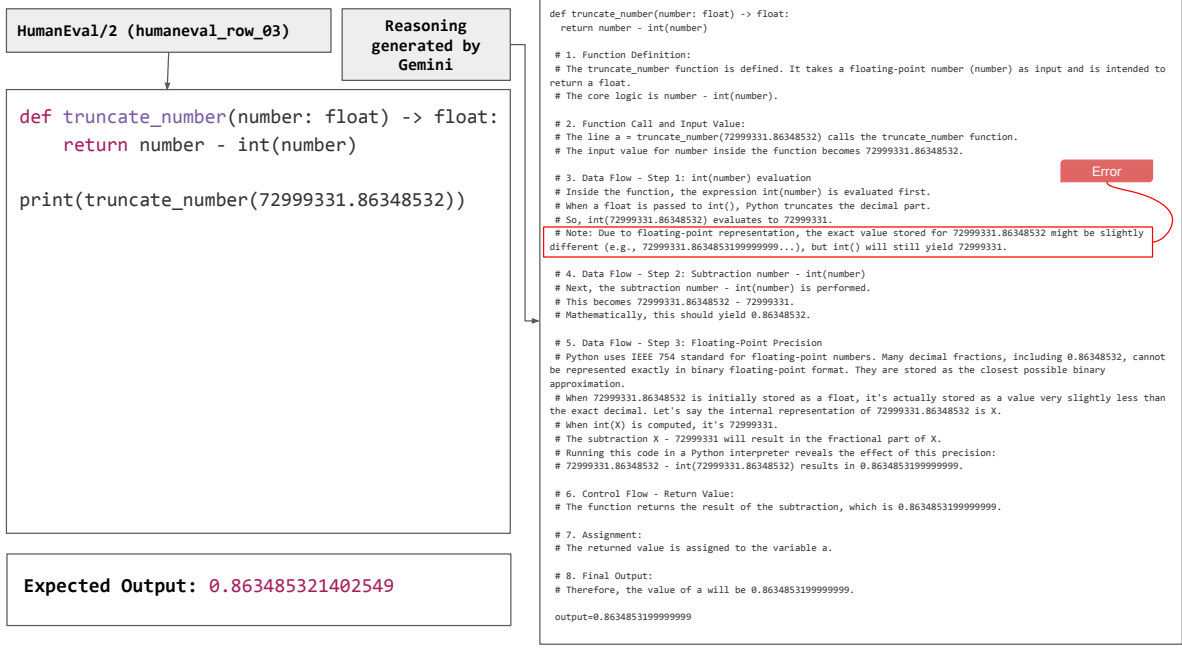 HumanEval/2 (humaneval_row_03)
Reasoning
generated by
Gemini
def truncate_number(number: float) -> float:
    return number - int(number)
print(truncate_number(72999331.86348532))
Expected Output: 0.863485321402549
def truncate_number(number: float) -> float:
  return number - int(number)
# 1. Function Definition:
# The truncate_number function is defined. It takes a floating-point number (number) as input and is intended to
return a float.
# The core logic is number - int(number).
# 2. Function Call and Input Value:
# The line a = truncate_number(72999331.86348532) calls the truncate_number function.
# The input value for number inside the function becomes 72999331.86348532.
# 3. Data Flow - Step 1: int(number) evaluation
# Inside the function, the expression int(number) is evaluated first.
# When a float is passed to int(), Python truncates the decimal part.
# So, int(72999331.86348532) evaluates to 72999331.
Error
# Note: Due to floating-point representation, the exact value stored for 72999331.86348532 might be slightly
different (e.g., 72999331.8634853199999999...), but int() will still yield 72999331.
# 4. Data Flow - Step 2: Subtraction number - int(number)
# Next, the subtraction number - int(number) is performed.
# This becomes 72999331.86348532 - 72999331.
# Mathematically, this should yield 0.86348532.
# 5. Data Flow - Step 3: Floating-Point Precision
# Python uses IEEE 754 standard for floating-point numbers. Many decimal fractions, including 0.86348532, cannot
be represented exactly in binary floating-point format. They are stored as the closest possible binary
approximation.
# When 72999331.86348532 is initially stored as a float, it's actually stored as a value very slightly less than
the exact decimal. Let's say the internal representation of 72999331.86348532 is X.
# When int(X) is computed, it's 72999331.
# The subtraction X - 72999331 will result in the fractional part of X.
# Running this code in a Python interpreter reveals the effect of this precision:
# 72999331.86348532 - int(72999331.86348532) results in 0.8634853199999999.
# 6. Control Flow - Return Value:
# The function returns the result of the subtraction, which is 0.8634853199999999.
# 7. Assignment:
# The returned value is assigned to the variable a.
# 8. Final Output:
# Therefore, the value of a will be 0.8634853199999999.
output=0.8634853199999999